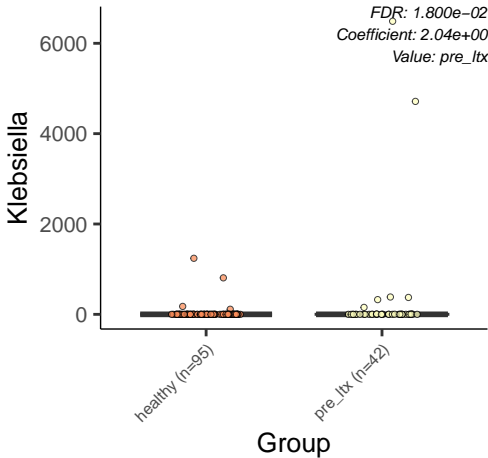 FDR: 1.800e−02
Coefficient: 2.04e+00
Value: pre_ltx
6000
4000
2000
0
Klebsiella
healthy (n=95)
pre_ltx (n=42)
Group